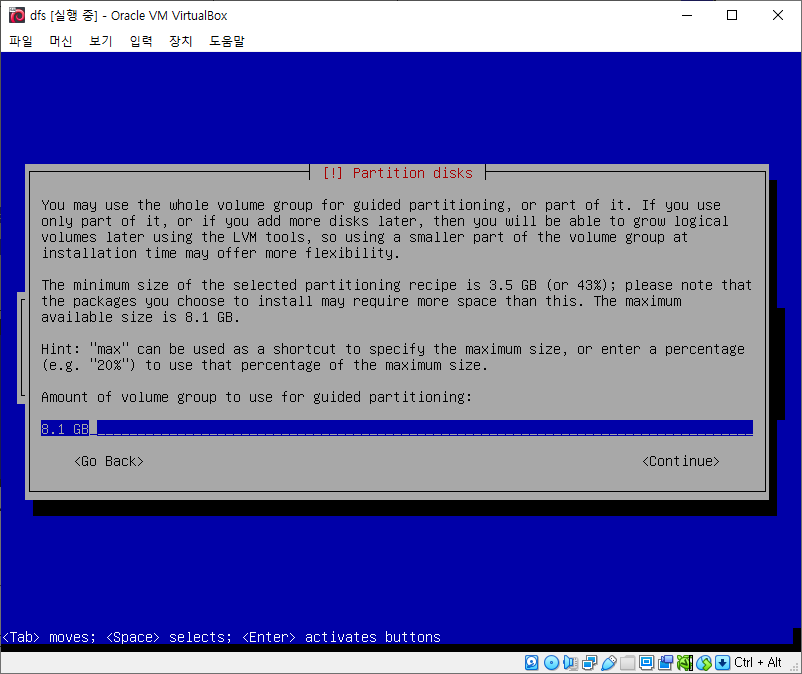 dfs [실행 중] - Oracle VM VirtualBox
파일 머신 보기 입력 장치 도움말
[!] Partition disks
You may use the whole volume group for guided partitioning, or part of it. If you use
only part of it, or if you add more disks later, then you will be able to grow logical
volumes later using the LVM tools, so using a smaller part of the volume group at
installation time may offer more flexibility.
The minimum size of the selected partitioning recipe is 3.5 GB (or 43%); please note that
the packages you choose to install may require more space than this. The maximum
available size is 8.1 GB.
Hint: "max" can be used as a shortcut to specify the maximum size, or enter a percentage
(e.g. "20%") to use that percentage of the maximum size.
Amount of volume group to use for guided partitioning:
8.1 GB
<Go Back> <Continue>
<Tab> moves; <Space> selects; <Enter> activates buttons
Ctrl + Alt